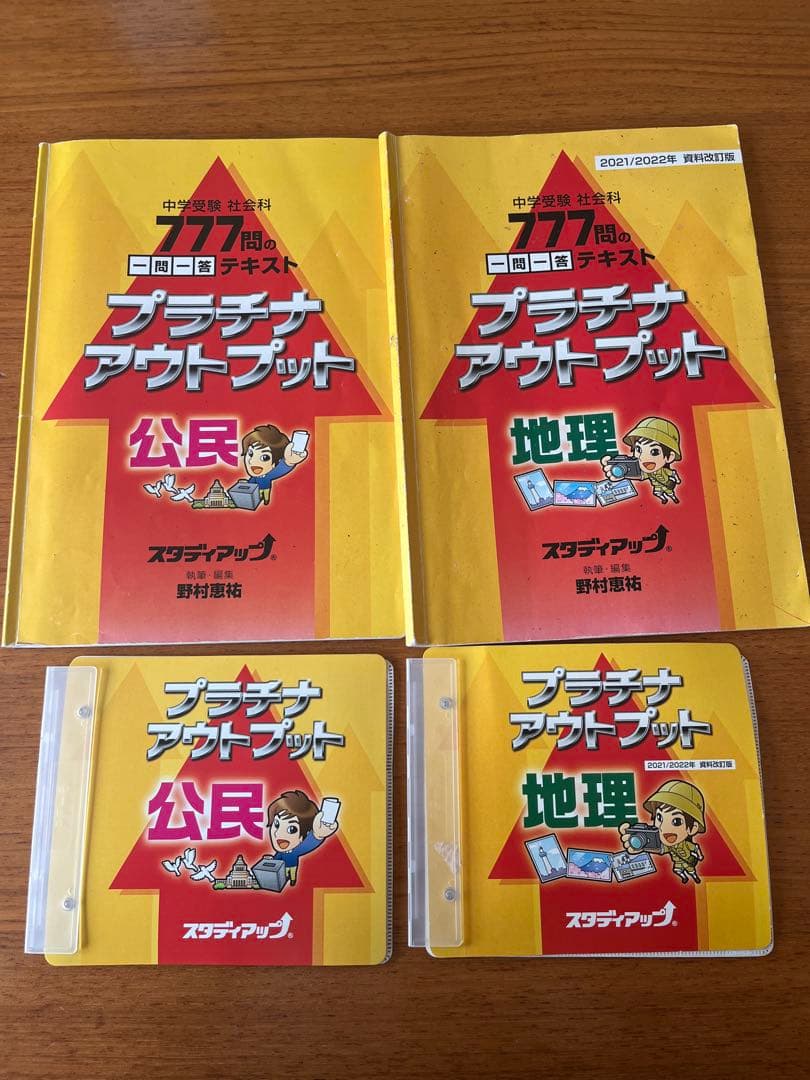 中学受験 社会科
777問の
一問一答テキスト
プラチナ
アウトプット
公民
スタディアップ®
執筆・編集
野村恵祐
2021/2022年 資料改訂版
中学受験 社会科
777問の
一問一答テキスト
プラチナ
アウトプット
地理
スタディアップ®
執筆・編集
野村恵祐
プラチナ
アウトプット
公民
スタディアップ®
プラチナ
アウトプット
2021/2022年 資料改訂版
地理
スタディアップ®